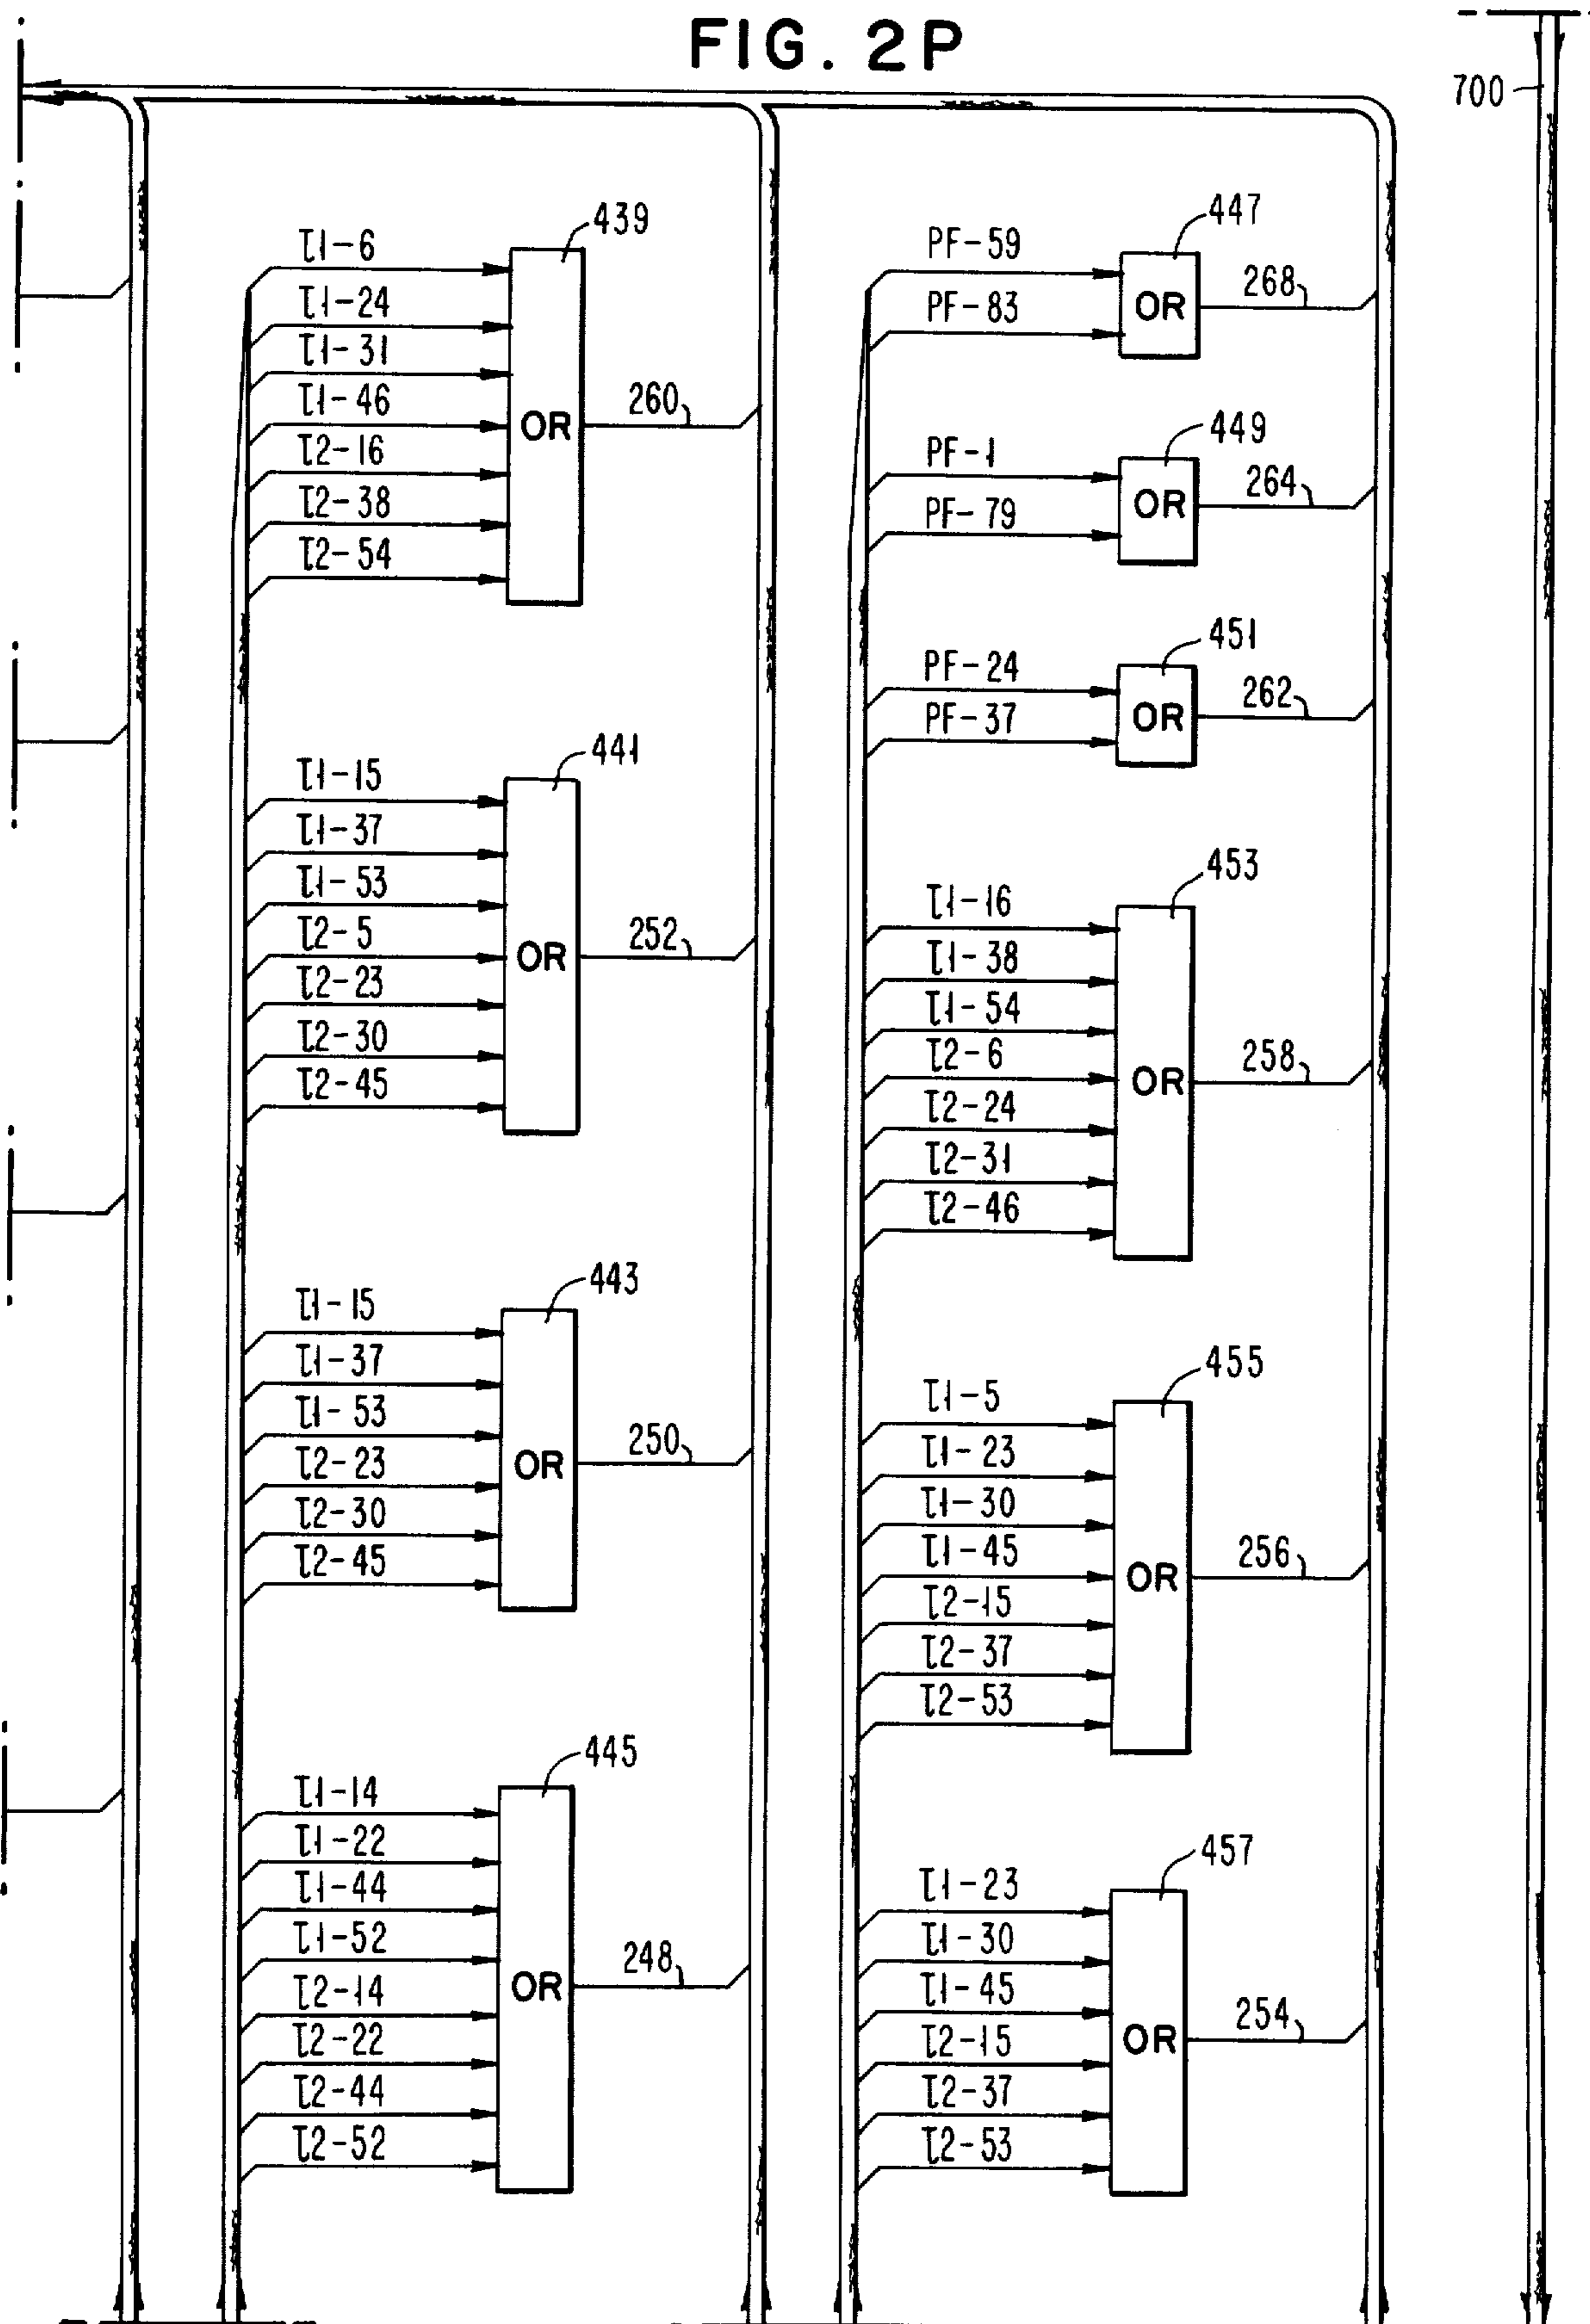 FIG. 2P
700
439
T1-6
T1-24
T1-31
T1-46
T2-16
T2-38
T2-54
OR
260
441
T1-15
T1-37
T1-53
T2-5
T2-23
T2-30
T2-45
OR
252
443
T1-15
T1-37
T1-53
T2-23
T2-30
T2-45
OR
250
445
T1-14
T1-22
T1-44
T1-52
T2-14
T2-22
T2-44
T2-52
OR
248
447
PF-59
PF-83
OR
268
449
PF-1
PF-79
OR
264
451
PF-24
PF-37
OR
262
453
T1-16
T1-38
T1-54
T2-6
T2-24
T2-31
T2-46
OR
258
455
T1-5
T1-23
T1-30
T1-45
T2-15
T2-37
T2-53
OR
256
457
T1-23
T1-30
T1-45
T2-15
T2-37
T2-53
OR
254